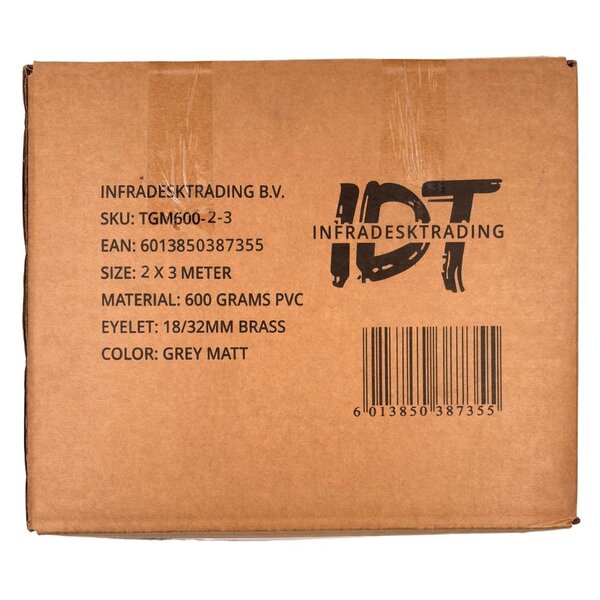 INFRADESKTRADING B.V.
SKU: TGM600-2-3
EAN: 6013850387355
SIZE: 2 X 3 METER
MATERIAL: 600 GRAMS PVC
EYELET: 18/32MM BRASS
COLOR: GREY MATT
IDT
INFRADESKTRADING
6 013850 387355